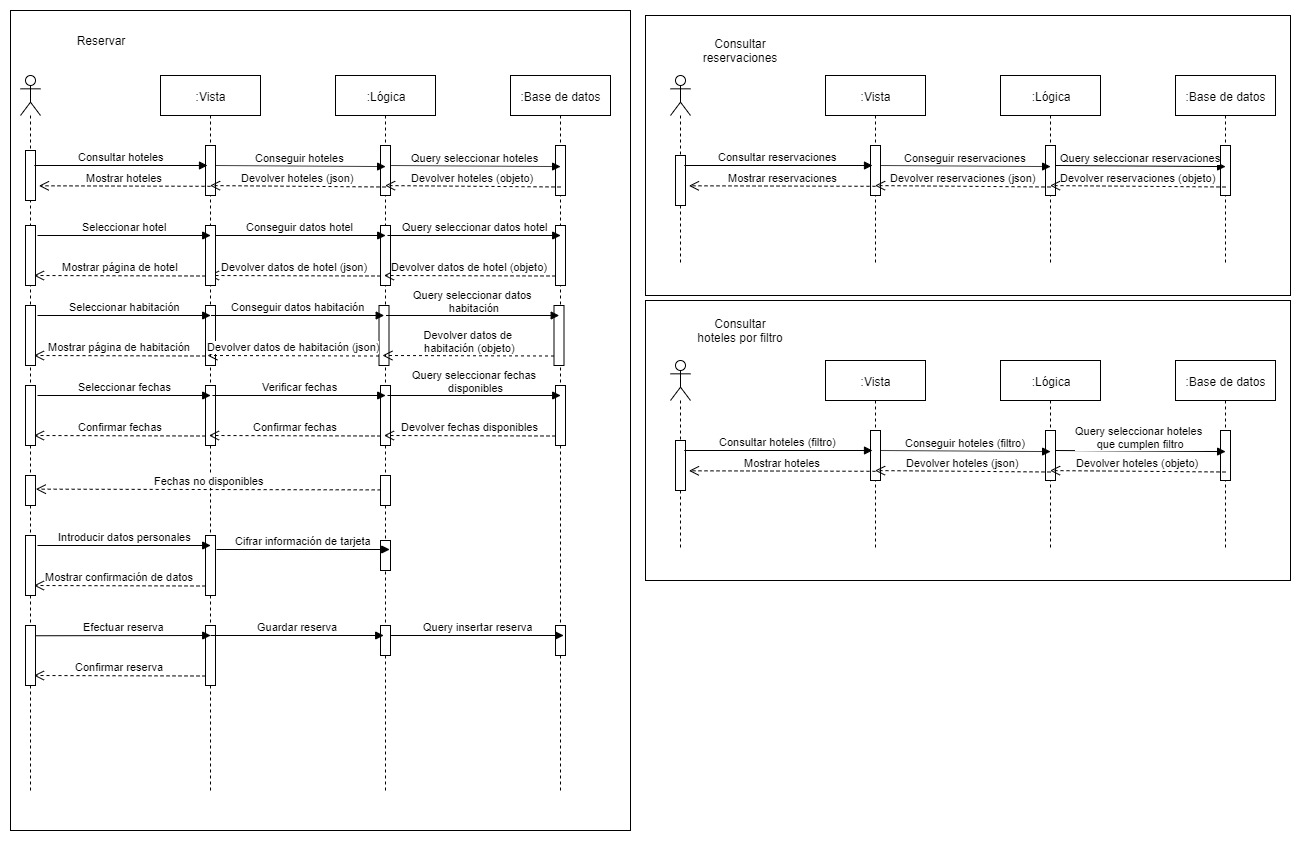 Reservar
:Vista
:Lógica
:Base de datos
Consultar hoteles
Conseguir hoteles
Query seleccionar hoteles
Mostrar hoteles
Devolver hoteles (json)
Devolver hoteles (objeto)
Seleccionar hotel
Conseguir datos hotel
Query seleccionar datos hotel
Mostrar página de hotel
Devolver datos de hotel (json)
Devolver datos de hotel (objeto)
Seleccionar habitación
Conseguir datos habitación
Query seleccionar datos
habitación
Mostrar página de habitación
Devolver datos de habitación (json)
Devolver datos de
habitación (objeto)
Seleccionar fechas
Verificar fechas
Query seleccionar fechas
disponibles
Confirmar fechas
Confirmar fechas
Devolver fechas disponibles
Fechas no disponibles
Introducir datos personales
Cifrar información de tarjeta
Mostrar confirmación de datos
Efectuar reserva
Guardar reserva
Query insertar reserva
Confirmar reserva
Consultar
reservaciones
:Vista
:Lógica
:Base de datos
Consultar reservaciones
Conseguir reservaciones
Query seleccionar reservaciones
Mostrar reservaciones
Devolver reservaciones (json)
Devolver reservaciones (objeto)
Consultar
hoteles por filtro
:Vista
:Lógica
:Base de datos
Consultar hoteles (filtro)
Conseguir hoteles (filtro)
Query seleccionar hoteles
que cumplen filtro
Mostrar hoteles
Devolver hoteles (json)
Devolver hoteles (objeto)